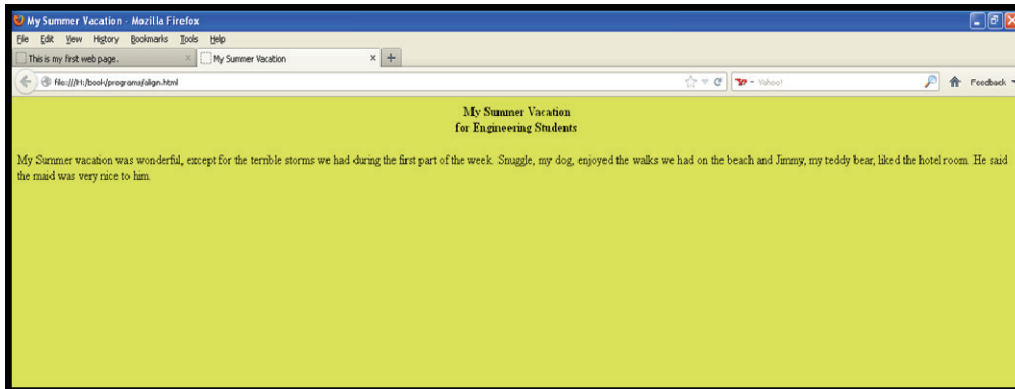 My Summer Vacation - Mozilla Firefox
File Edit View History Bookmarks Tools Help
This is my first web page. × My Summer Vacation × +
file:///H:/book/programs/align.html Yahoo! Feedback
My Summer Vacation
for Engineering Students
My Summer vacation was wonderful, except for the terrible storms we had during the first part of the week. Snuggle, my dog, enjoyed the walks we had on the beach and Jimmy, my teddy bear, liked the hotel room. He said
the maid was very nice to him.